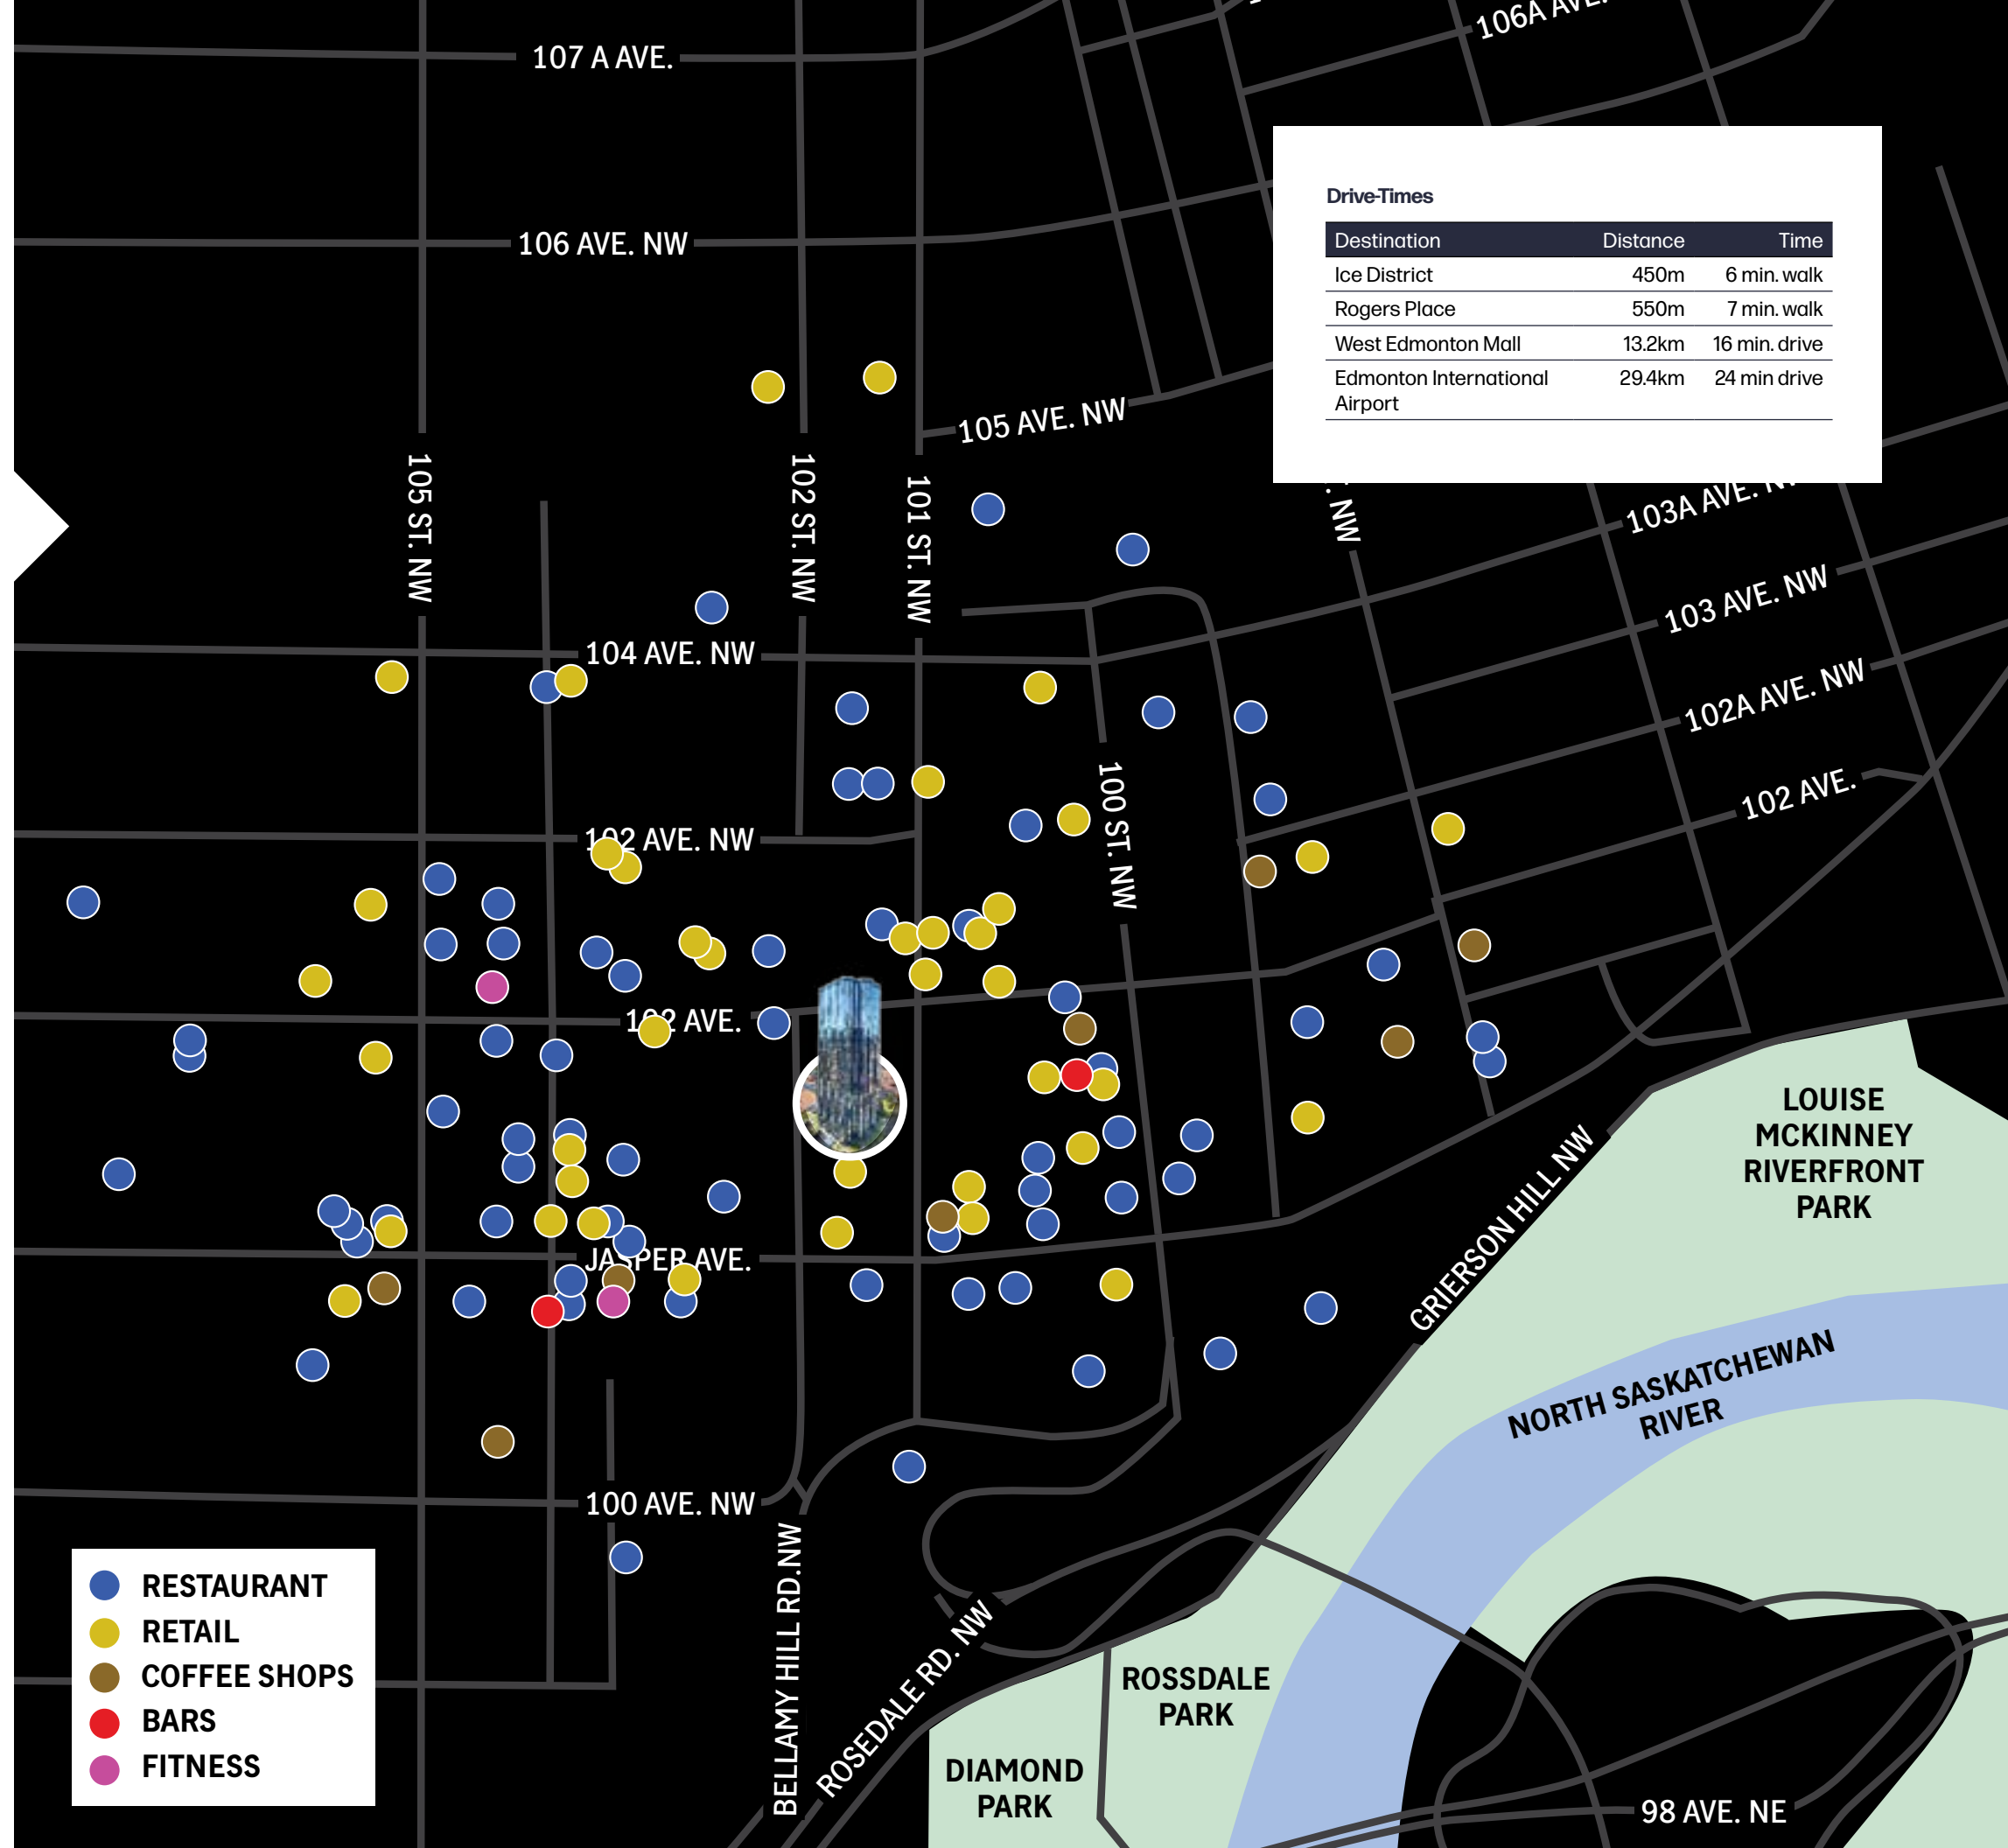 107 A AVE.
106A AVE.
106 AVE. NW
Drive-Times
Destination Distance Time
Ice District 450m 6 min. walk
Rogers Place 550m 7 min. walk
West Edmonton Mall 13.2km 16 min. drive
Edmonton International Airport 29.4km 24 min drive
105 AVE. NW
105 ST. NW
102 ST. NW
101 ST. NW
NW
103A AVE.
103 AVE. NW
104 AVE. NW
102A AVE. NW
102 AVE.
100 ST. NW
102 AVE. NW
102 AVE.
LOUISE
MCKINNEY
RIVERFRONT
PARK
GRIERSON HILL NW
JASPER AVE.
NORTH SASKATCHEWAN
RIVER
100 AVE. NW
BELLAMY HILL RD.NW
ROSEDALE RD. NW
RESTAURANT
RETAIL
COFFEE SHOPS
BARS
FITNESS
ROSSDALE
PARK
DIAMOND
PARK
98 AVE. NE